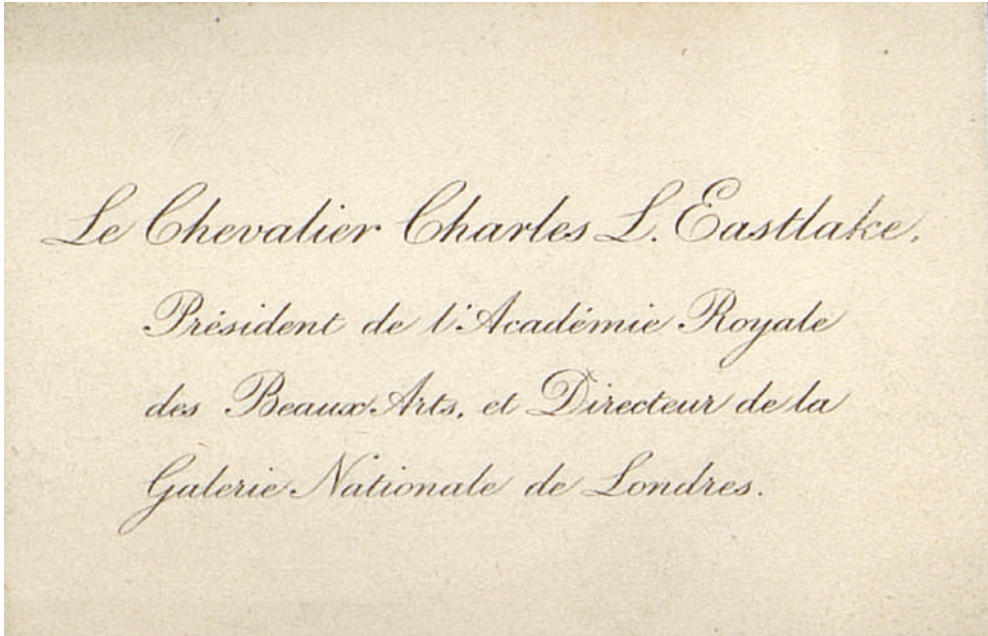 Le Chevalier Charles L. Eastlake.
Président de l'Académie Royale
des Beaux Arts, et Directeur de la
Galerie Nationale de Londres.